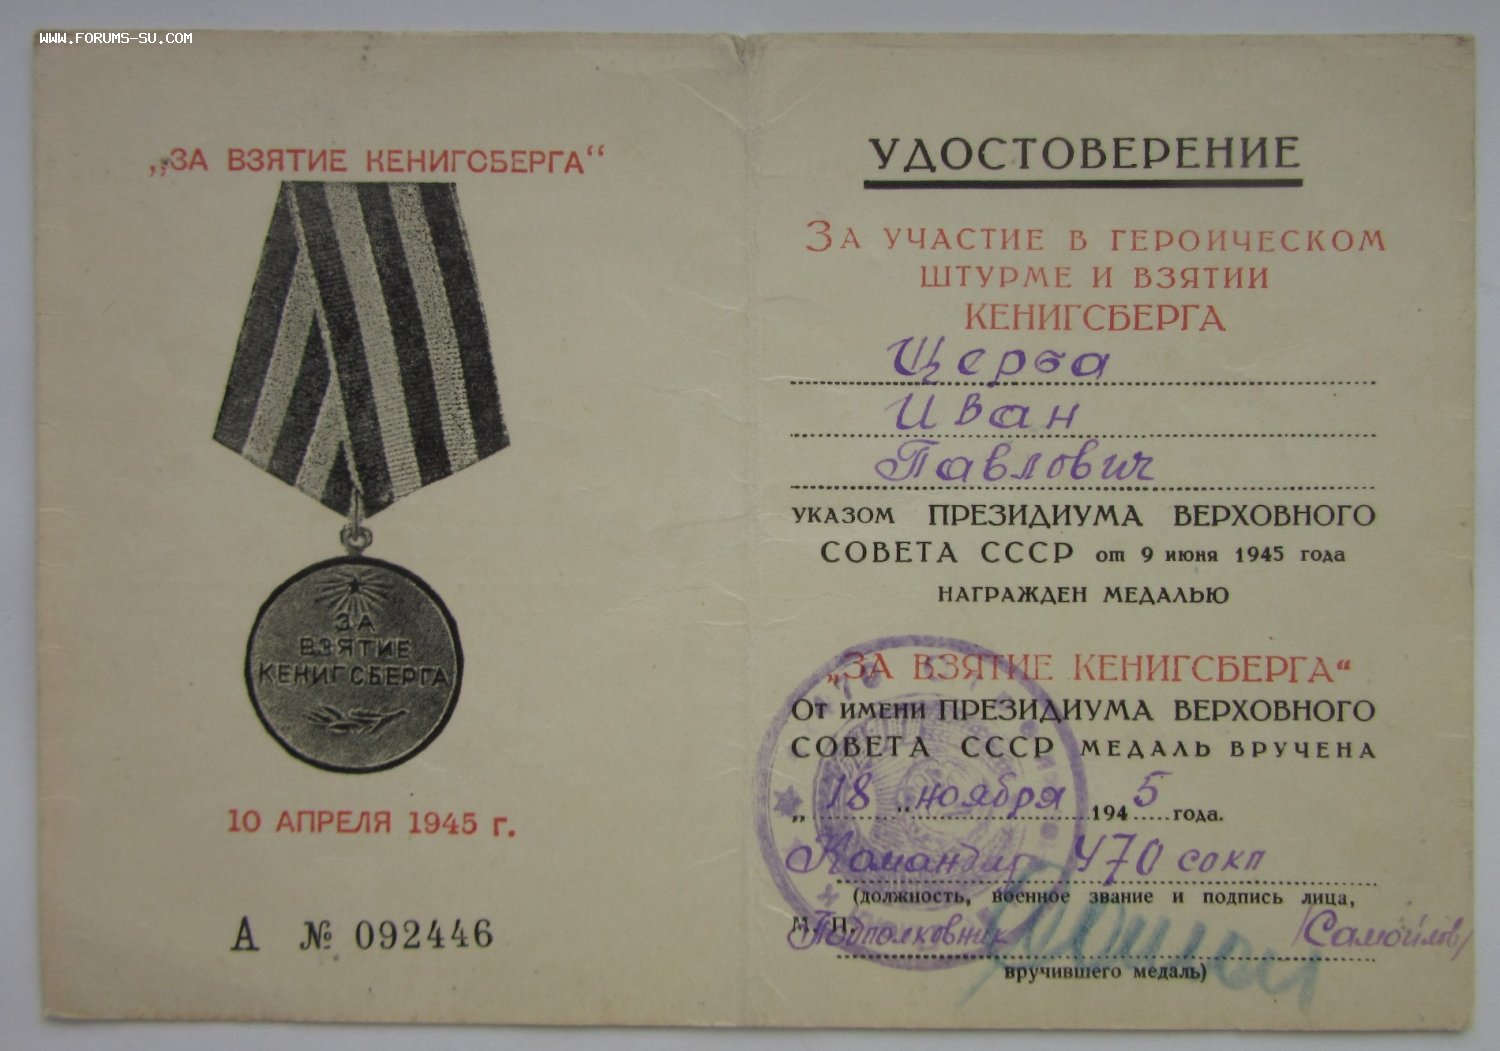 WWW.FORUMS-SU.COM
„ЗА ВЗЯТИЕ КЕНИГСБЕРГА“
ЗА
ВЗЯТИЕ
КЕНИГСБЕРГА
10 АПРЕЛЯ 1945 г.
А № 092446
УДОСТОВЕРЕНИЕ
ЗА УЧАСТИЕ В ГЕРОИЧЕСКОМ
ШТУРМЕ И ВЗЯТИИ
КЕНИГСБЕРГА
Щерба
Иван
Павлович
УКАЗОМ ПРЕЗИДИУМА ВЕРХОВНОГО
СОВЕТА СССР от 9 июня 1945 года
НАГРАЖДЕН МЕДАЛЬЮ
„ЗА ВЗЯТИЕ КЕНИГСБЕРГА“
От имени ПРЕЗИДИУМА ВЕРХОВНОГО
СОВЕТА СССР МЕДАЛЬ ВРУЧЕНА
„ 18 “ ноября 1945 года.
Командир 470 сокп
(должность, военное звание и подпись лица,
М. П. Подполковник /Самойлов/
вручившего медаль)